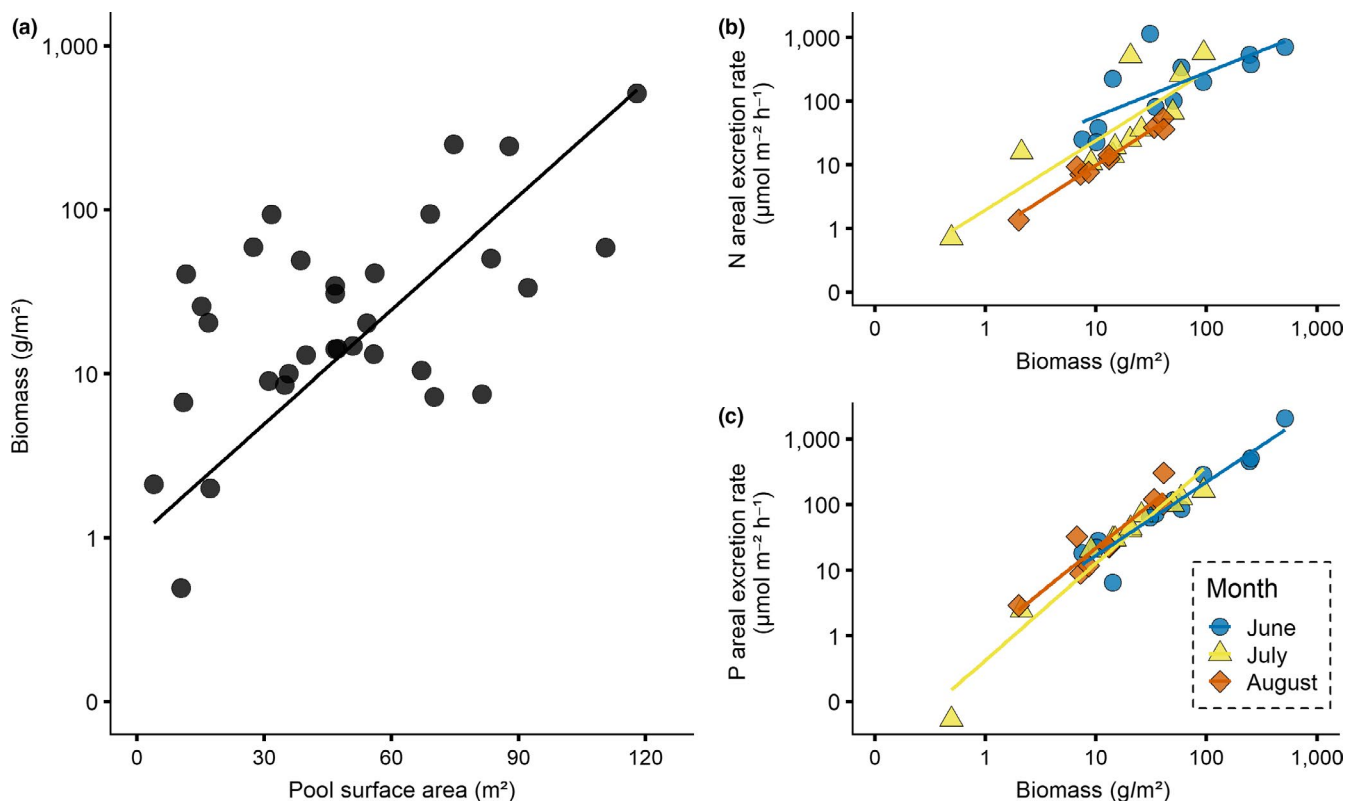 (a)
1,000
100
10
1
0
Biomass (g/m²)
0 30 60 90 120
Pool surface area (m²)
(b)
1,000
100
10
1
0
N areal excretion rate
(µmol m⁻² h⁻¹)
0 1 10 100 1,000
Biomass (g/m²)
(c)
1,000
100
10
1
0
P areal excretion rate
(µmol m⁻² h⁻¹)
Month
June
July
August
0 1 10 100 1,000
Biomass (g/m²)